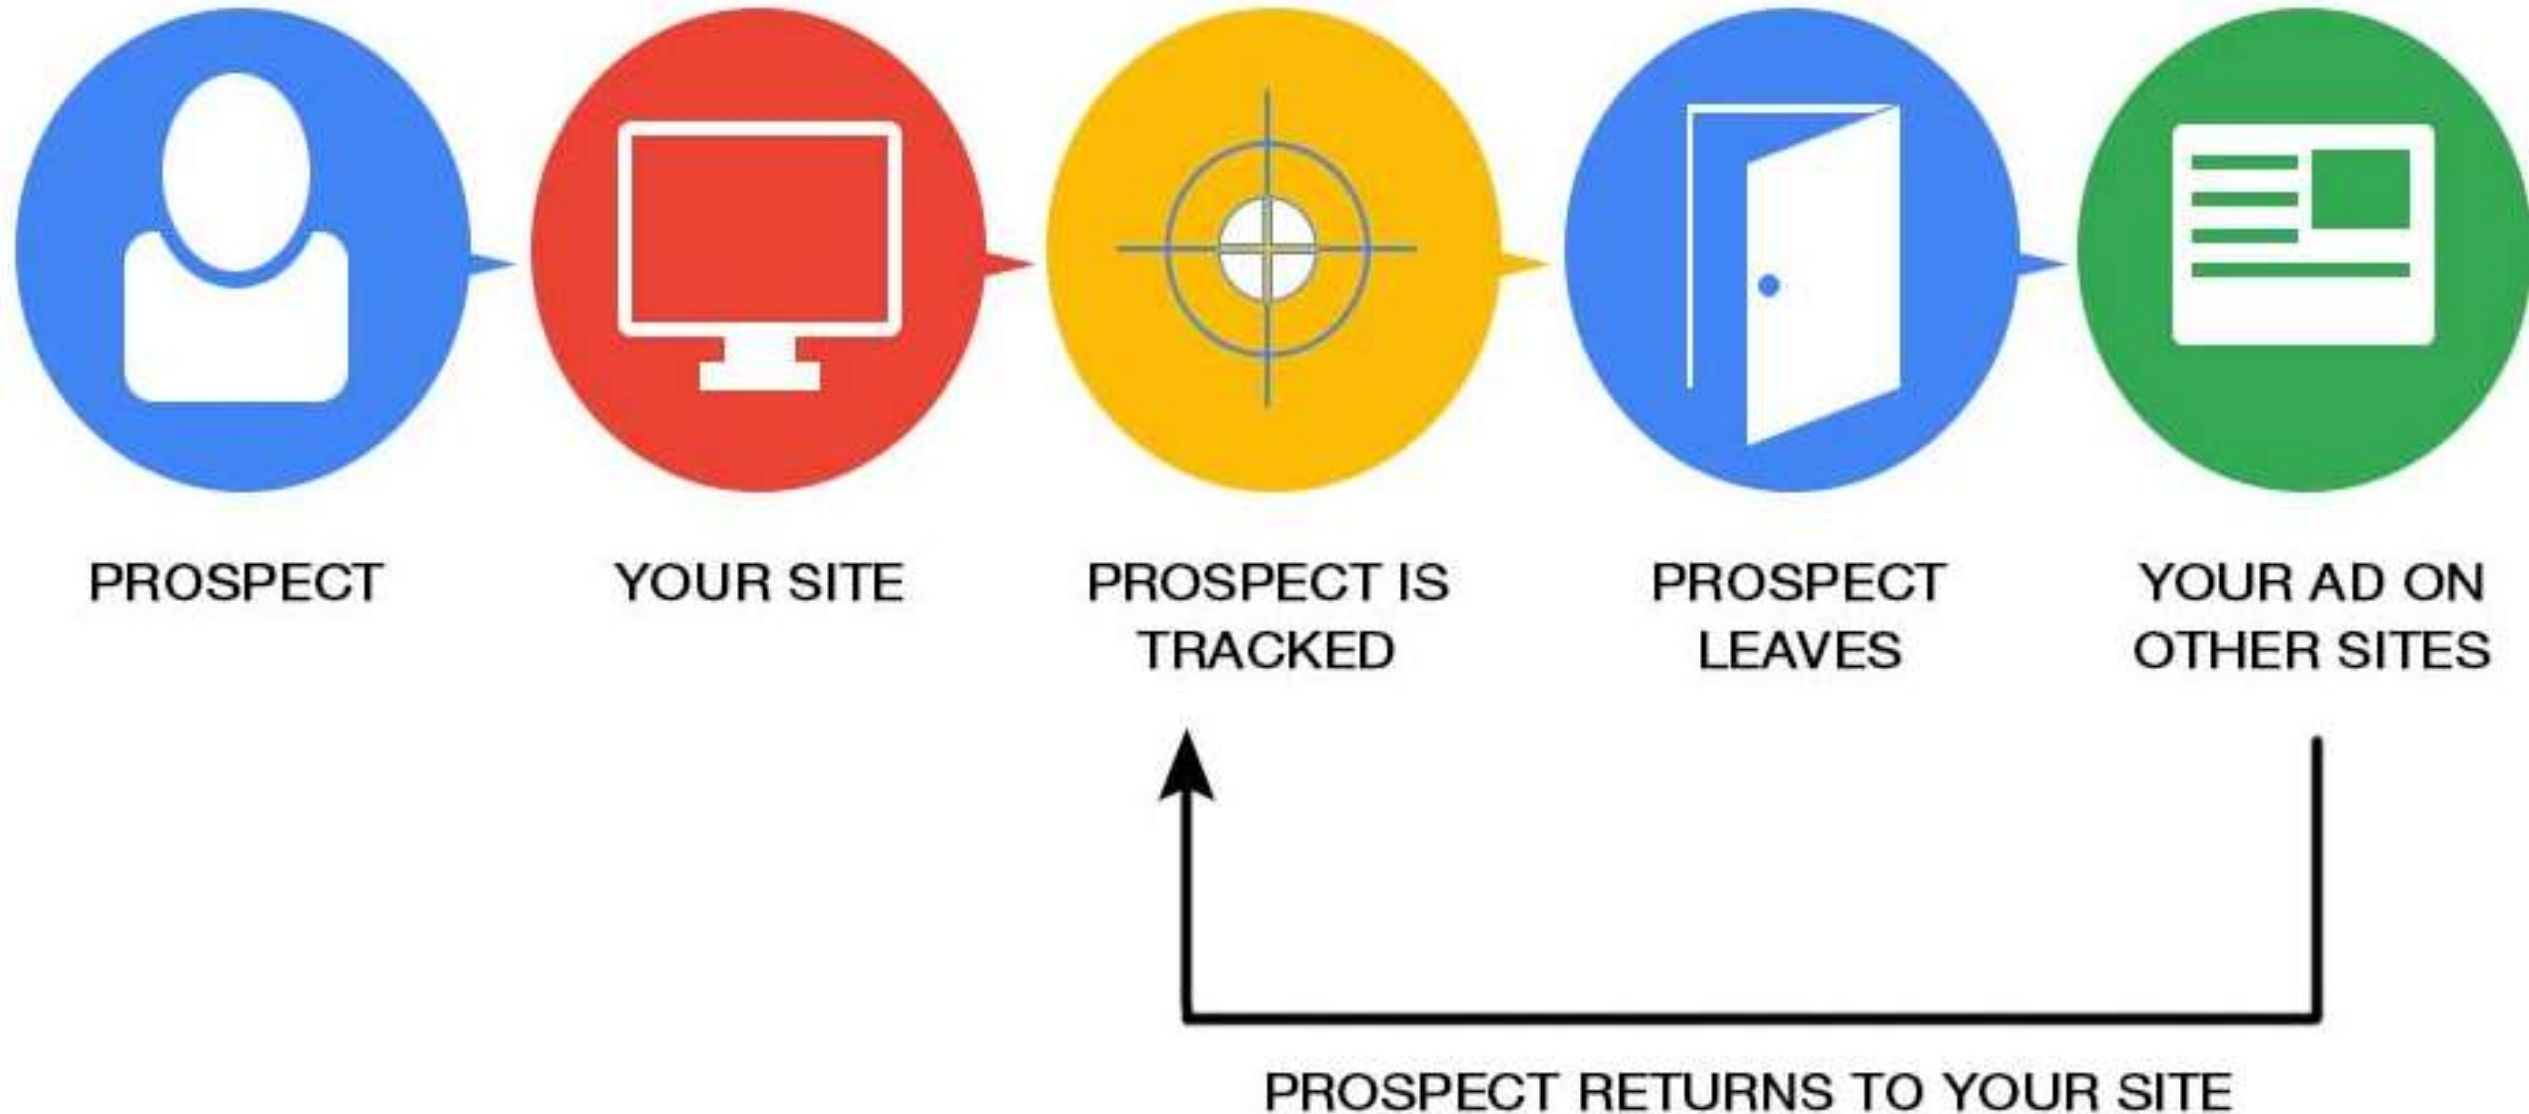 PROSPECT
YOUR SITE
PROSPECT IS
TRACKED
PROSPECT
LEAVES
YOUR AD ON
OTHER SITES
PROSPECT RETURNS TO YOUR SITE